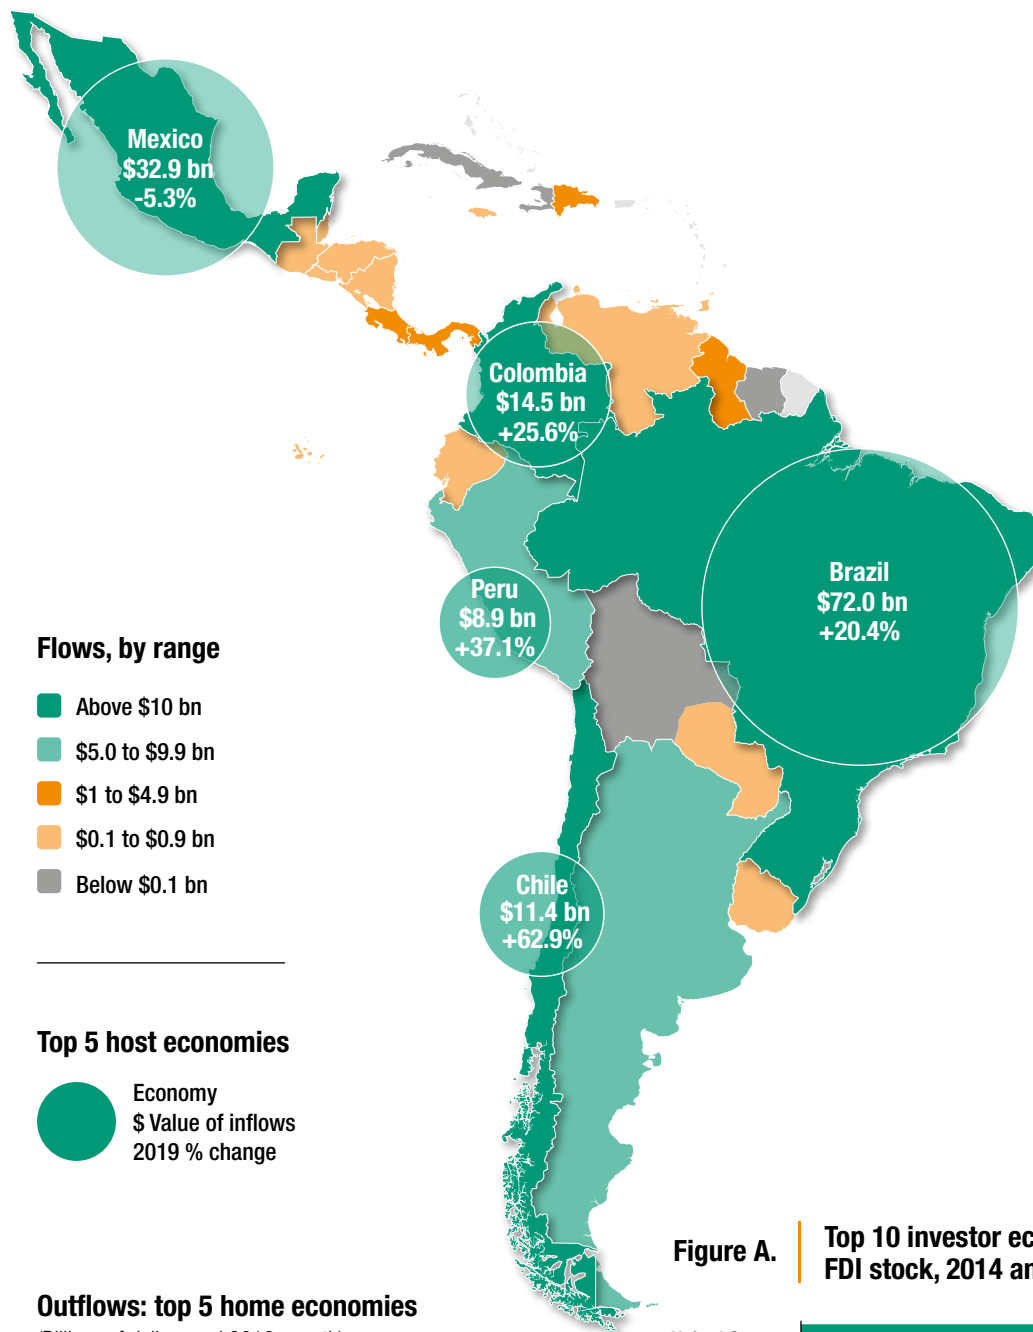 Mexico
$32.9 bn
-5.3%
Colombia
$14.5 bn
+25.6%
Brazil
$72.0 bn
+20.4%
Peru
$8.9 bn
+37.1%
Chile
$11.4 bn
+62.9%
Flows, by range
Above $10 bn
$5.0 to $9.9 bn
$1 to $4.9 bn
$0.1 to $0.9 bn
Below $0.1 bn
Top 5 host economies
Economy
$ Value of inflows
2019 % change
Figure A.
Top 10 investor
FDI stock, 2014
Outflows: top 5 home economies